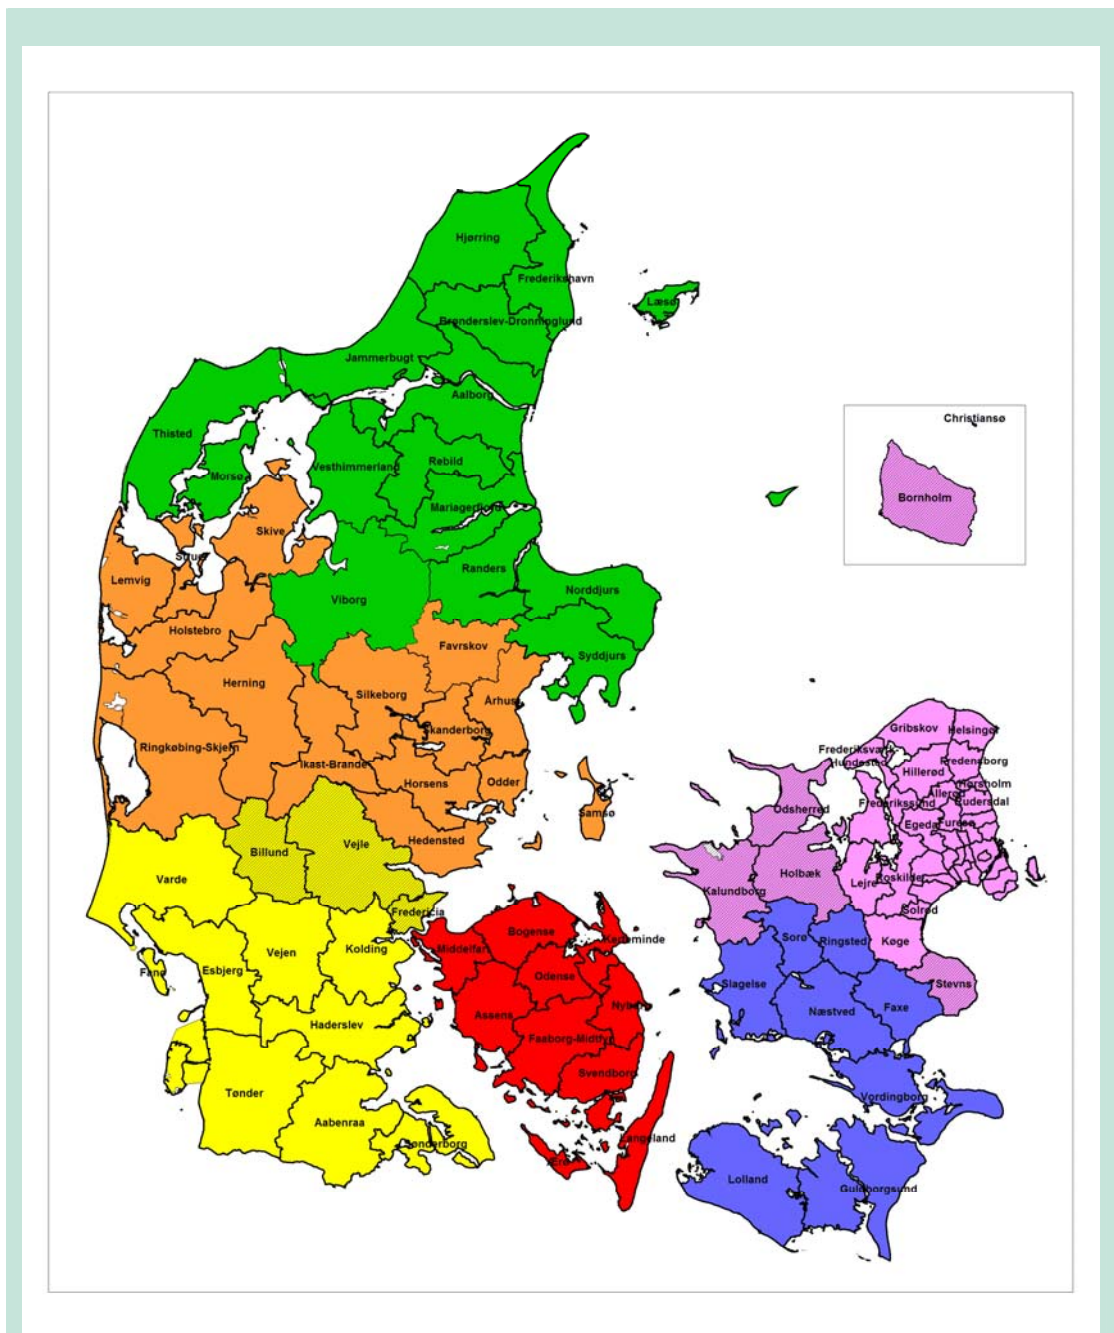 Hjørring
Frederikshavn
Læsø
Brønderslev-Dronninglund
Jammerbugt
Aalborg
Christiansø
Thisted
Vesthimmerland
Rebild
Morsø
Bornholm
Mariagerfjord
Skive
Struer
Randers
Lemvig
Norddjurs
Viborg
Holstebro
Favrskov
Syddjurs
Herning
Silkeborg
Århus
Gribskov
Helsingør
Skanderborg
Ringkøbing-Skjern
Frederiksværk-
Hundested
Fredensborg
Ikast-Brande
Hillerød
Horsens
Odder
Hørsholm
Allerød
Odsherred
Frederikssund
Rudersdal
Samsø
Egedal
Furesø
Hedensted
Vejle
Billund
Holbæk
Varde
Roskilde
Lejre
Kalundborg
Fredericia
Solrød
Bogense
Sorø
Ringsted
Køge
Kerteminde
Middelfart
Vejen
Kolding
Fanø
Esbjerg
Odense
Slagelse
Stevns
Nyborg
Næstved
Faxe
Assens
Haderslev
Faaborg-Midtfyn
Svendborg
Tønder
Vordingborg
Aabenraa
Sønderborg
Langeland
Ærø
Lolland
Guldborgsund